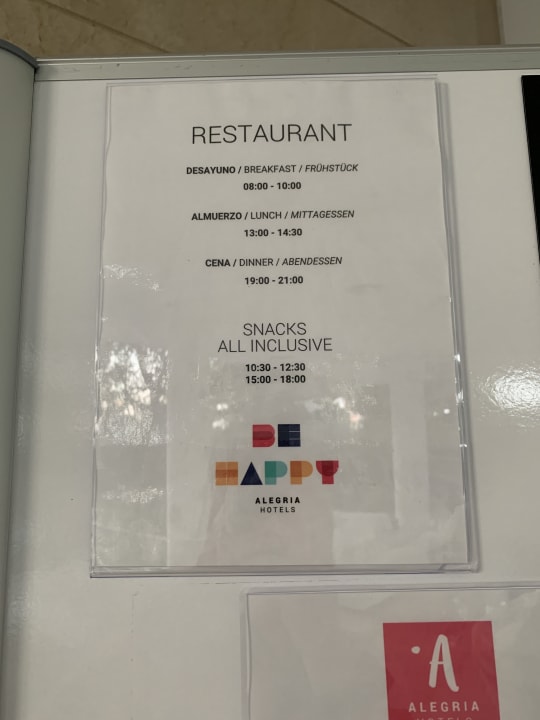 RESTAURANT
DESAYUNO / BREAKFAST / FRÜHSTÜCK
08:00 - 10:00
ALMUERZO / LUNCH / MITTAGESSEN
13:00 - 14:30
CENA / DINNER / ABENDESSEN
19:00 - 21:00
SNACKS
ALL INCLUSIVE
10:30 - 12:30
15:00 - 18:00
BE
HAPPY
ALEGRIA
HOTELS
A
ALEGRIA
HOTELS